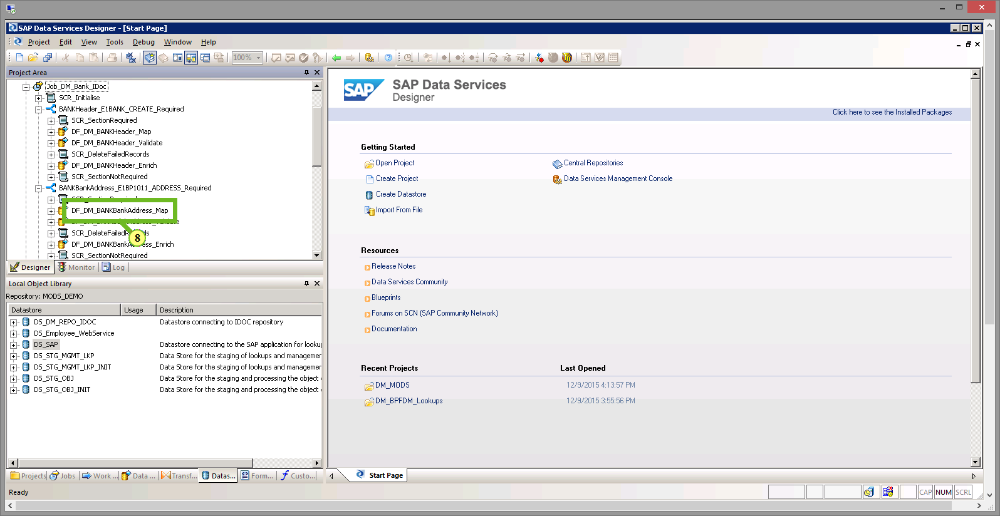 SAP Data Services Designer - [Start Page]
Project Edit View Tools Debug Window Help
100%
Project Area
Job_DM_Bank_IDoc
SCR_Initialise
BANKHeader_E1BANK_CREATE_Required
SCR_SectionRequired
DF_DM_BANKHeader_Map
DF_DM_BANKHeader_Validate
SCR_DeleteFailedRecords
DF_DM_BANKHeader_Enrich
SCR_SectionNotRequired
BANKBankAddress_E1BP1011_ADDRESS_Required
DF_DM_BANKBankAddress_Map
8
DF_DM_BANKBankAddress_Enrich
SCR_SectionNotRequired
Designer Monitor Log
Local Object Library
Repository: MODS_DEMO
Datastore Usage Description
DS_DM_REPO_IDOC Datastore connecting to IDOC repository
DS_Employee_WebService
DS_SAP Datastore connecting to the SAP application for looku
DS_STG_MGMT_LKP Data Store for the staging of lookups and managemer
DS_STG_MGMT_LKP_INIT Data Store for the staging of lookups and managemer
DS_STG_OBJ Data Store for the staging and processing the object
DS_STG_OBJ_INIT Data Store for the staging and processing the object
Projects Jobs Work ... Data ... Transf... Datas... Form... Custo...
Ready
SAP
SAP Data Services
Designer
Click here to see the Installed Packages
Getting Started
Open Project
Create Project
Create Datastore
Import From File
Central Repositories
Data Services Management Console
Resources
Release Notes
Data Services Community
Blueprints
Forums on SCN (SAP Community Network)
Documentation
Recent Projects Last Opened
DM_MODS 12/9/2015 4:13:57 PM
DM_BPFDM_Lookups 12/9/2015 3:55:56 PM
Start Page
CAP NUM SCRL